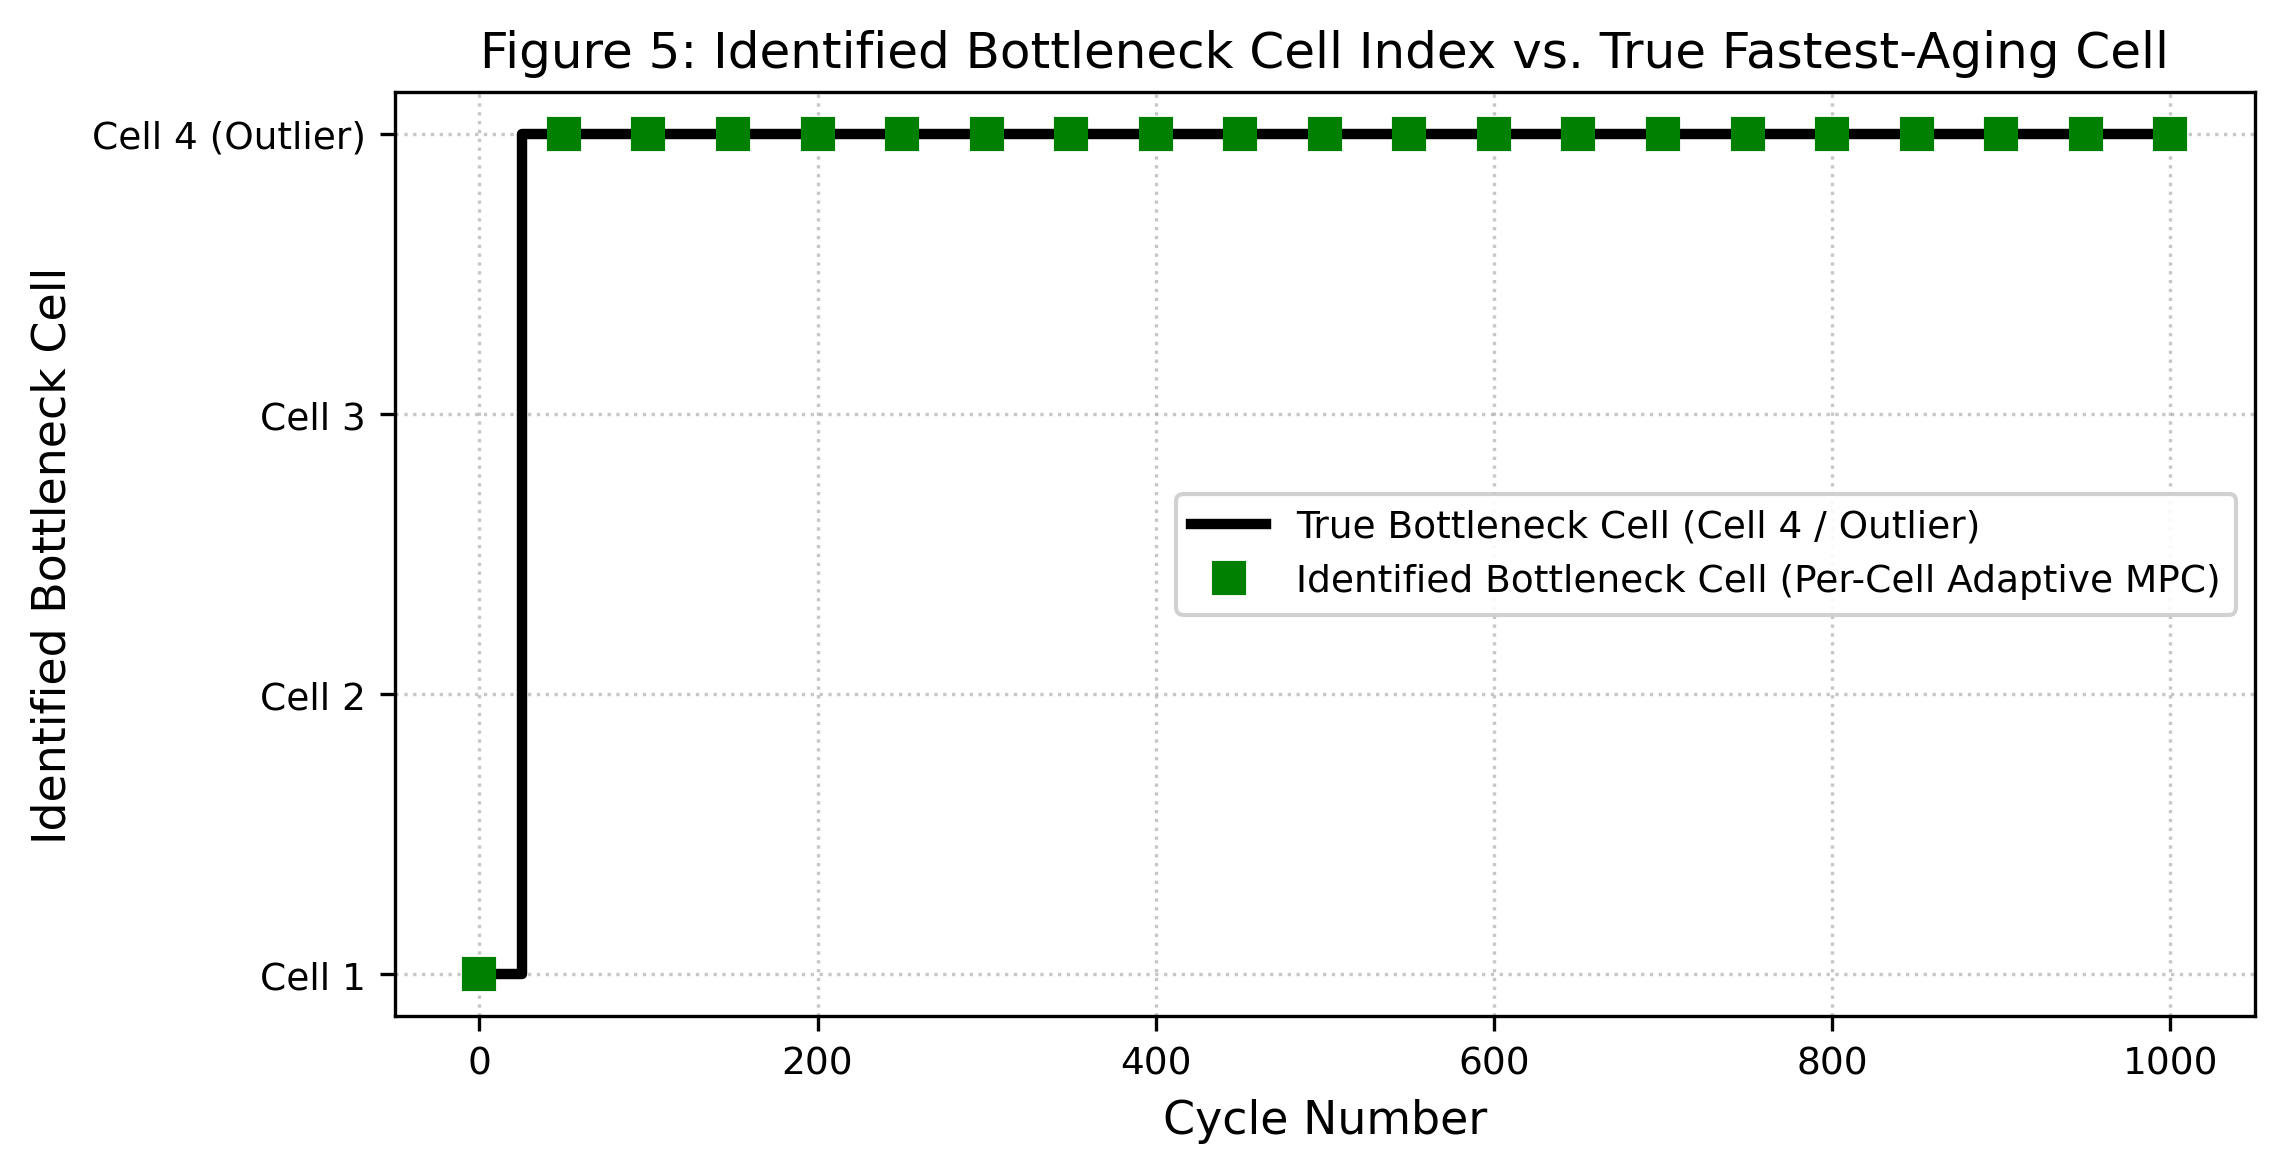 Figure 5: Identified Bottleneck Cell Index vs. True Fastest-Aging Cell
Identified Bottleneck Cell
Cell 4 (Outlier)
Cell 3
Cell 2
Cell 1
True Bottleneck Cell (Cell 4 / Outlier)
Identified Bottleneck Cell (Per-Cell Adaptive MPC)
0 200 400 600 800 1000
Cycle Number